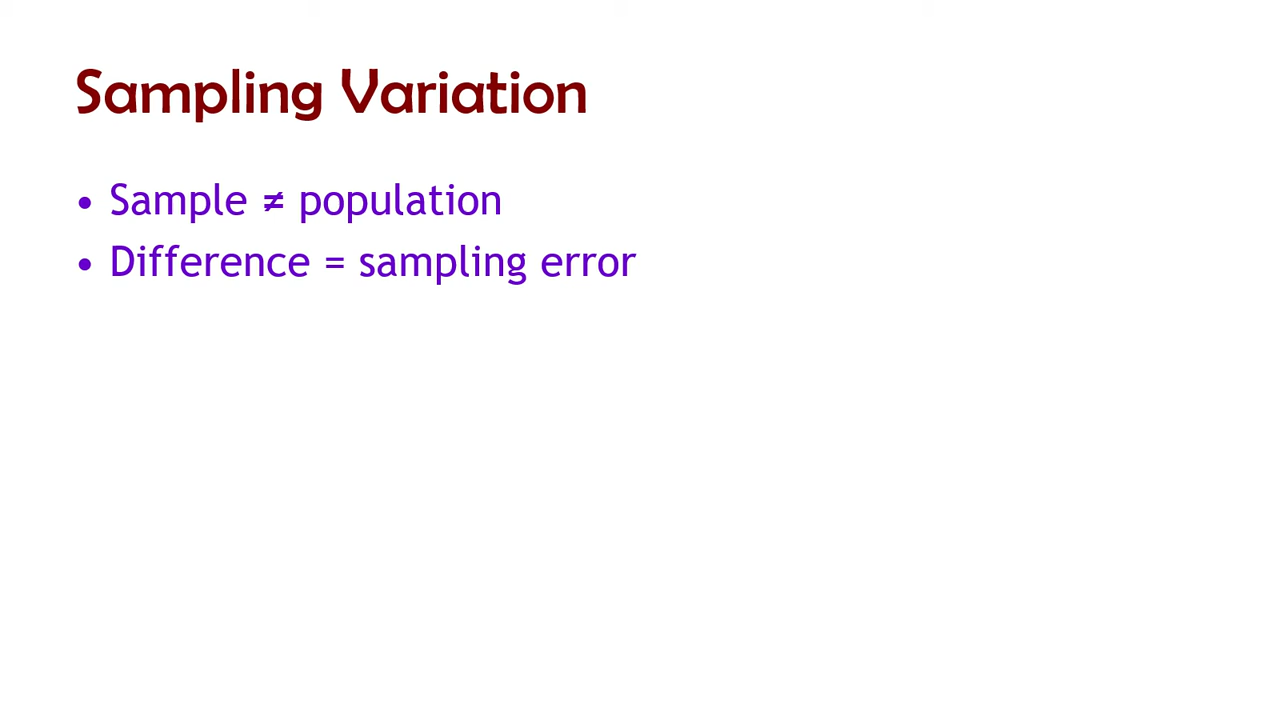 Sampling Variation
• Sample ≠ population
• Difference = sampling error